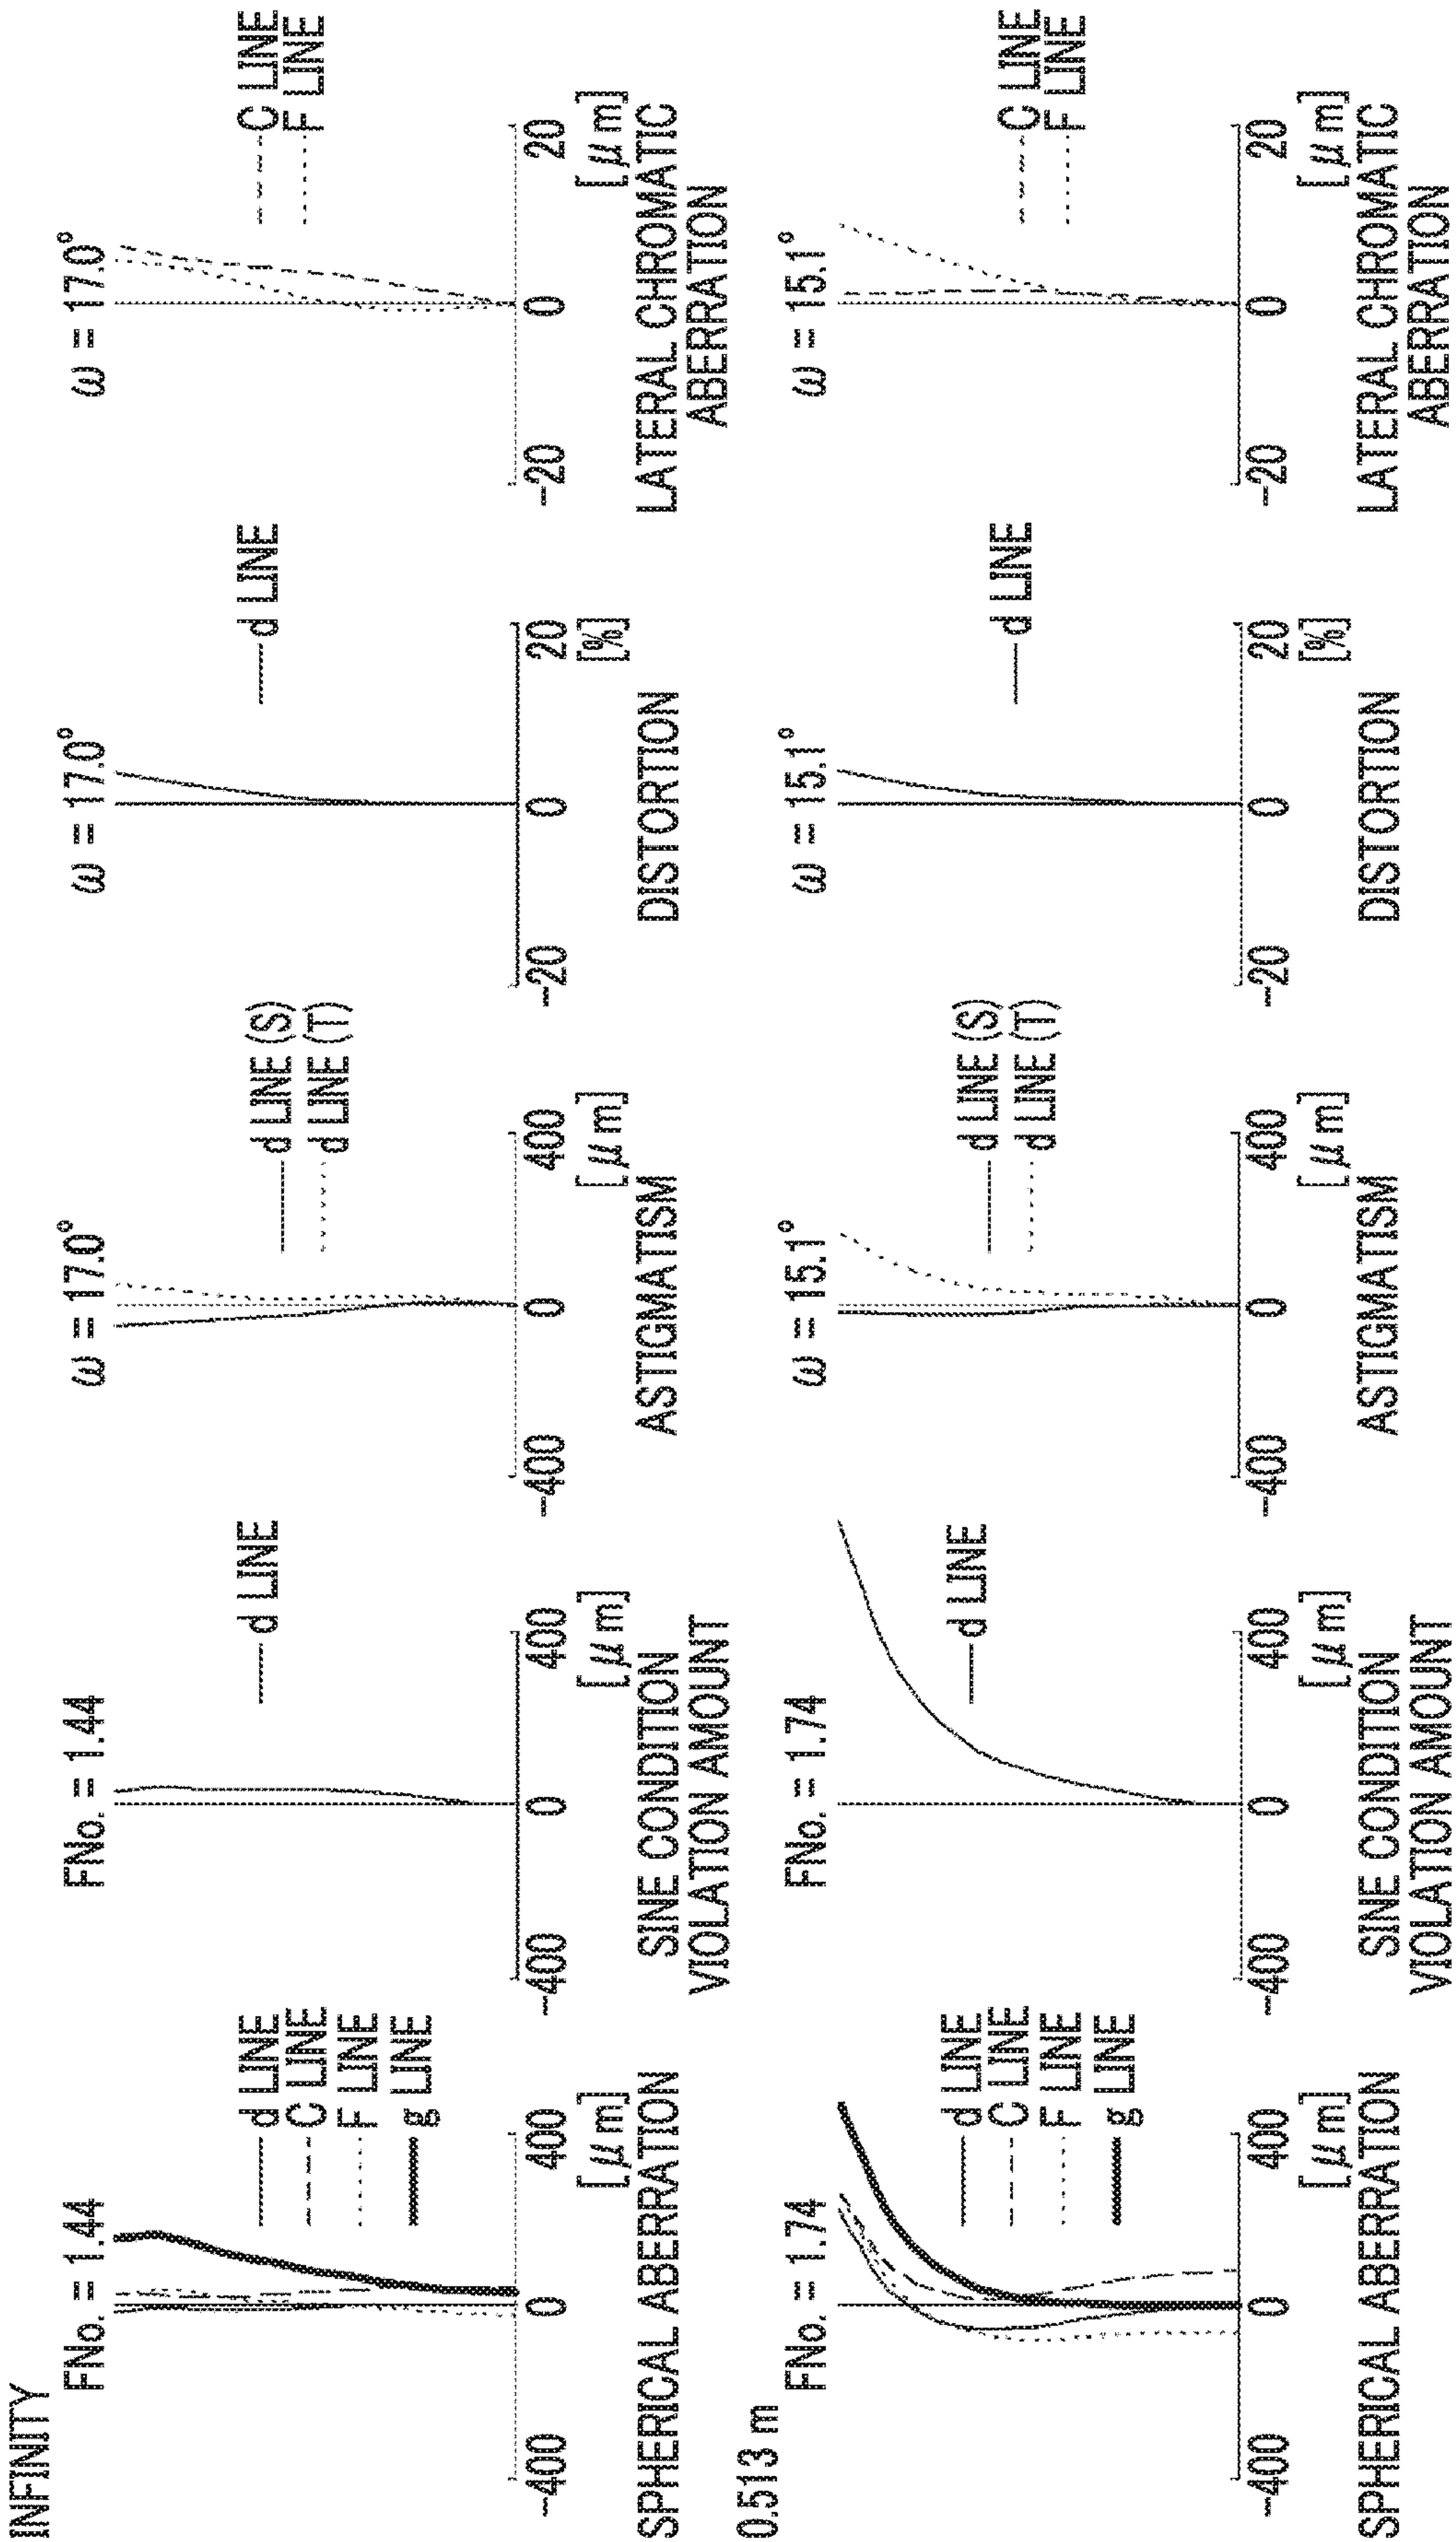 INFINITY
FNo. = 1.44
d LINE
C LINE
F LINE
g LINE
-400
0
400
[μm]
SPHERICAL ABERRATION
FNo. = 1.44
d LINE
-400
0
400
[μm]
SINE CONDITION
VIOLATION AMOUNT
ω = 17.0°
d LINE (S)
d LINE (T)
-400
0
400
[μm]
ASTIGMATISM
ω = 17.0°
d LINE
-20
0
20
[%]
DISTORTION
ω = 17.0°
C LINE
F LINE
-20
0
20
[μm]
LATERAL CHROMATIC
ABERRATION
0.513 m
FNo. = 1.74
d LINE
C LINE
F LINE
g LINE
-400
0
400
[μm]
SPHERICAL ABERRATION
FNo. = 1.74
d LINE
-400
0
400
[μm]
SINE CONDITION
VIOLATION AMOUNT
ω = 15.1°
d LINE (S)
d LINE (T)
-400
0
400
[μm]
ASTIGMATISM
ω = 15.1°
d LINE
-20
0
20
[%]
DISTORTION
ω = 15.1°
C LINE
F LINE
-20
0
20
[μm]
LATERAL CHROMATIC
ABERRATION